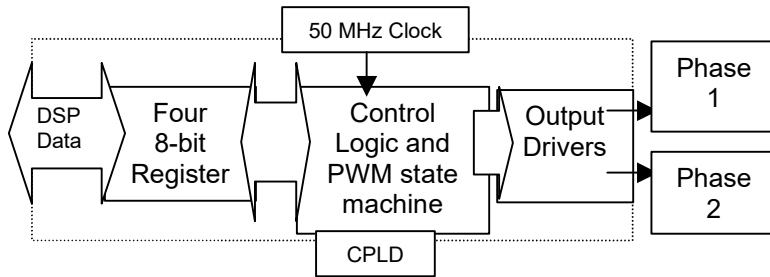 50 MHz Clock
DSP
Data
Four
8-bit
Register
Control
Logic and
PWM state
machine
Output
Drivers
Phase
1
Phase
2
CPLD